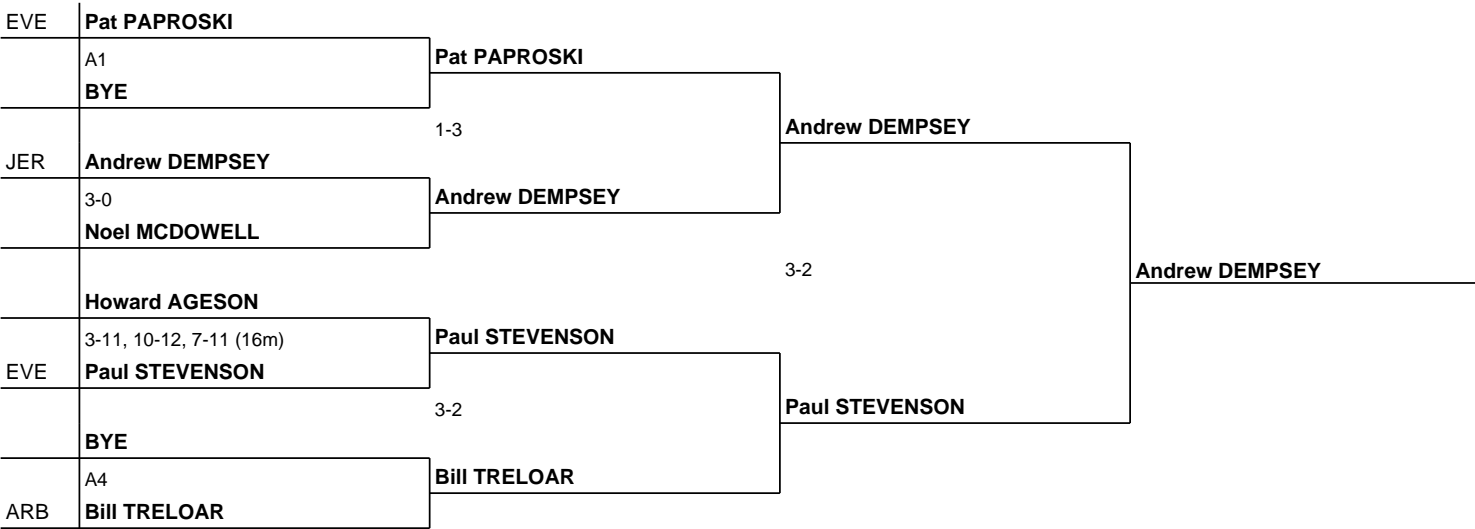 EVE Pat PAPROSKI
A1 Pat PAPROSKI
BYE
1-3 Andrew DEMPSEY
JER Andrew DEMPSEY
3-0 Andrew DEMPSEY
Noel MCDOWELL
3-2 Andrew DEMPSEY
Howard AGESON
3-11, 10-12, 7-11 (16m) Paul STEVENSON
EVE Paul STEVENSON
3-2 Paul STEVENSON
BYE
A4 Bill TRELOAR
ARB Bill TRELOAR